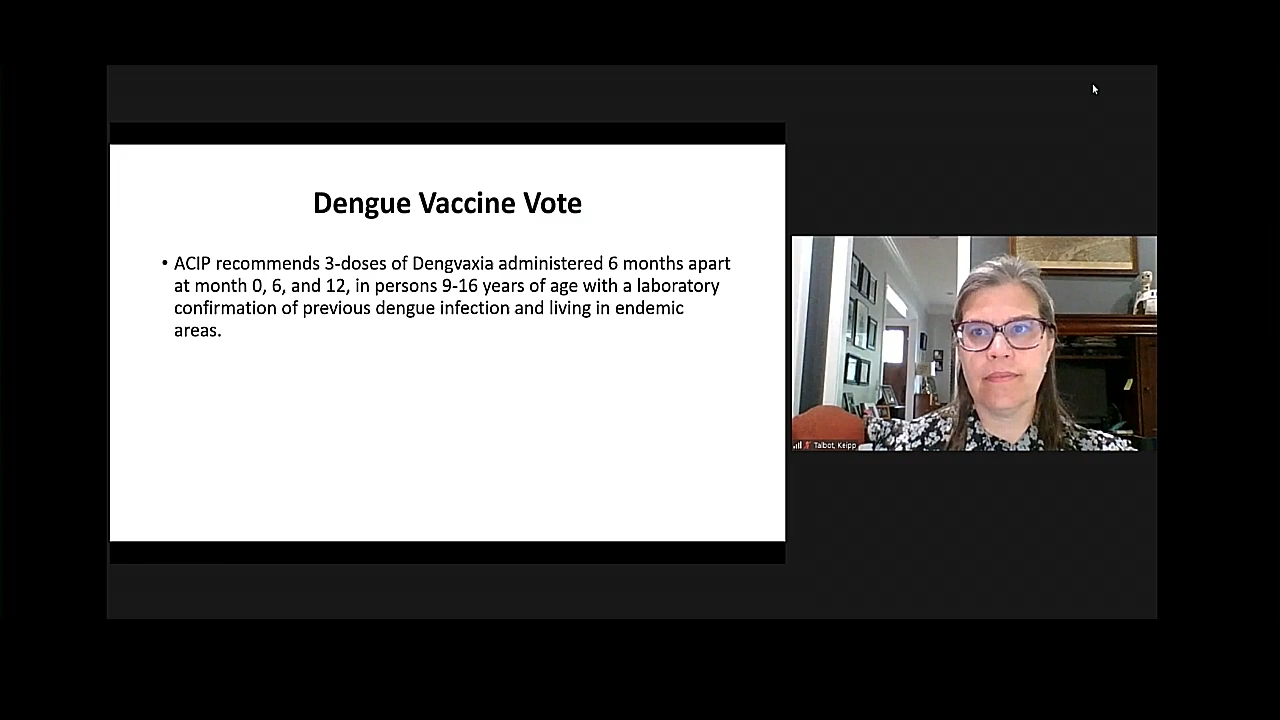 Dengue Vaccine Vote
• ACIP recommends 3-doses of Dengvaxia administered 6 months apart
at month 0, 6, and 12, in persons 9-16 years of age with a laboratory
confirmation of previous dengue infection and living in endemic
areas.
Talbot, Keipp